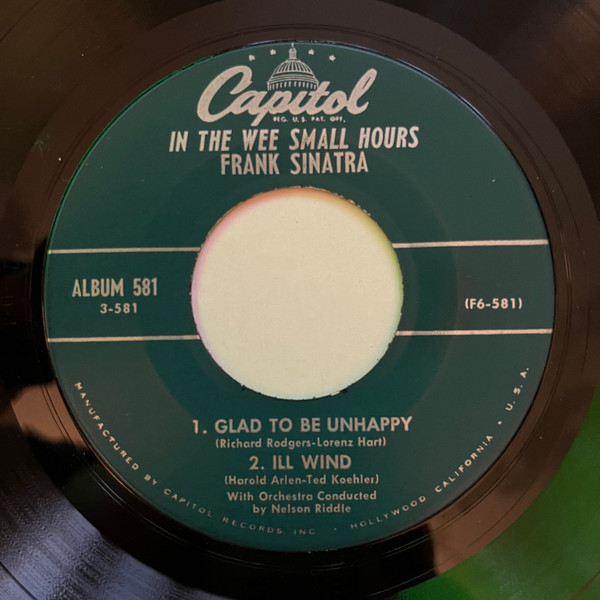 Capitol
REG. U.S. PAT. OFF.
IN THE WEE SMALL HOURS
FRANK SINATRA
ALBUM 581
3-581
(F6-581)
1. GLAD TO BE UNHAPPY
(Richard Rodgers-Lorenz Hart)
2. ILL WIND
(Harold Arlen-Ted Koehler)
With Orchestra Conducted
by Nelson Riddle
MANUFACTURED BY CAPITOL RECORDS, INC • HOLLYWOOD CALIFORNIA • U. S. A.